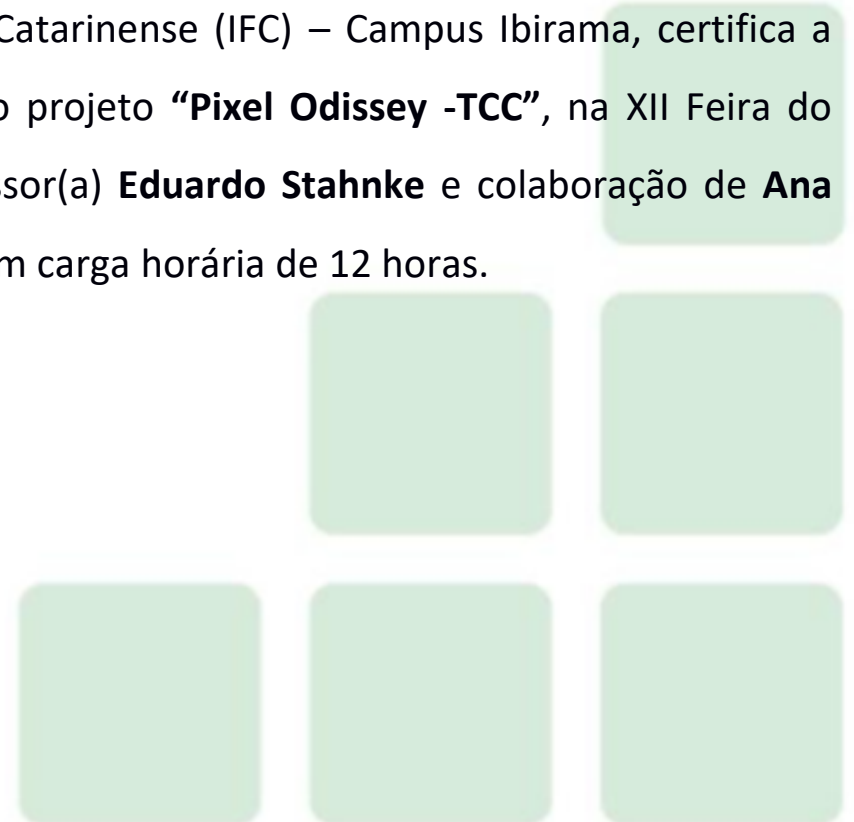 Catarinense (IFC) – Campus Ibirama, certifica a
o projeto “Pixel Odissey -TCC”, na XII Feira do
ssor(a) Eduardo Stahnke e colaboração de Ana
m carga horária de 12 horas.